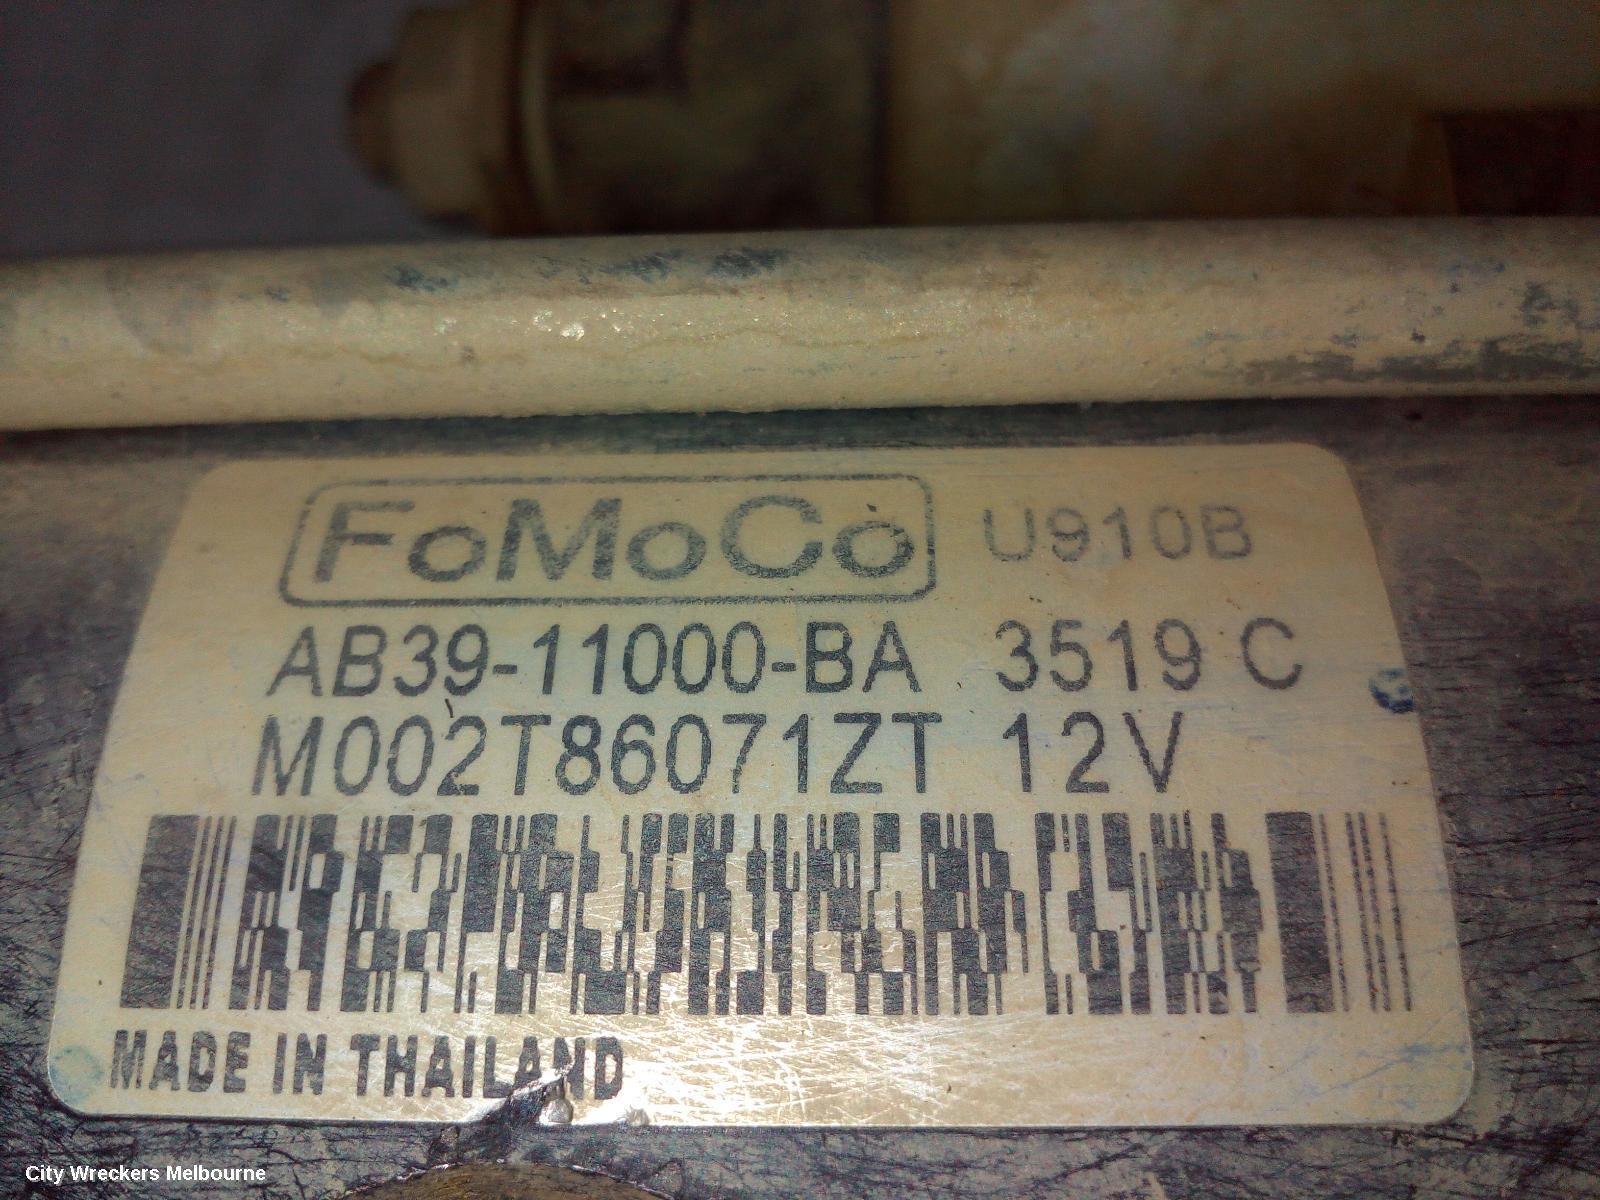 FoMoCo U910B
AB39-11000-BA 3519 C
M002T86071ZT 12V
MADE IN THAILAND
City Wreckers Melbourne